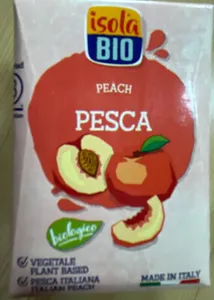 isola
BIO
PEACH
PESCA
biologico
VEGETALE
PLANT BASED
PESCA ITALIANA
ITALIAN PEACH
MADE IN ITALY